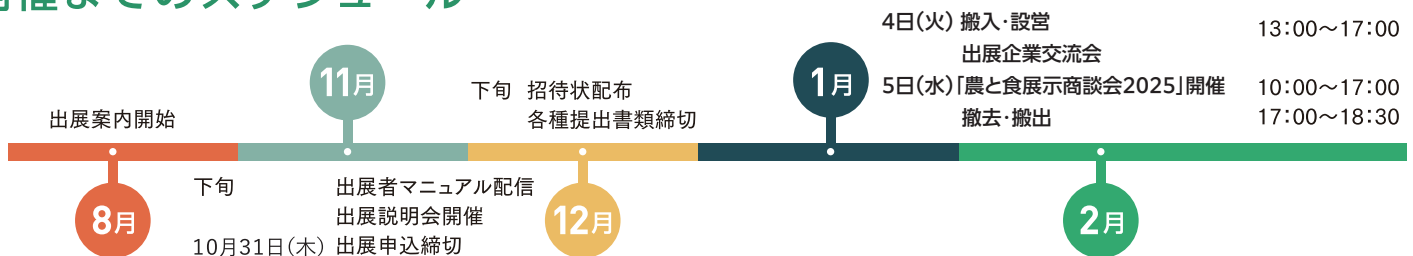 開催までのスケジュール
出展案内開始
8月
11月
下旬 出展者マニュアル配信
出展説明会開催
10月31日(木) 出展申込締切
下旬 招待状配布
各種提出書類締切
12月
1月
4日(火) 搬入・設営 13:00~17:00
出展企業交流会
5日(水)「農と食展示商談会2025」開催 10:00~17:00
撤去・搬出 17:00~18:30
2月